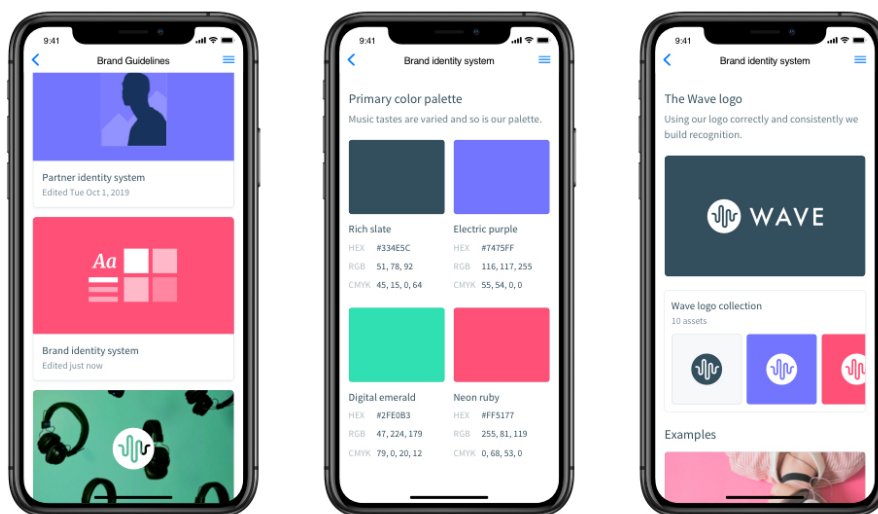 9:41
Brand Guidelines
Partner identity system
Edited Tue Oct 1, 2019
Aa
Brand identity system
Edited just now
9:41
Brand identity system
Primary color palette
Music tastes are varied and so is our palette.
Rich slate
HEX #334E5C
RGB 51, 78, 92
CMYK 45, 15, 0, 64
Electric purple
HEX #7475FF
RGB 116, 117, 255
CMYK 55, 54, 0, 0
Digital emerald
HEX #2FE0B3
RGB 47, 224, 179
CMYK 79, 0, 20, 12
Neon ruby
HEX #FF5177
RGB 255, 81, 119
CMYK 0, 68, 53, 0
9:41
Brand identity system
The Wave logo
Using our logo correctly and consistently we
build recognition.
WAVE
Wave logo collection
10 assets
Examples